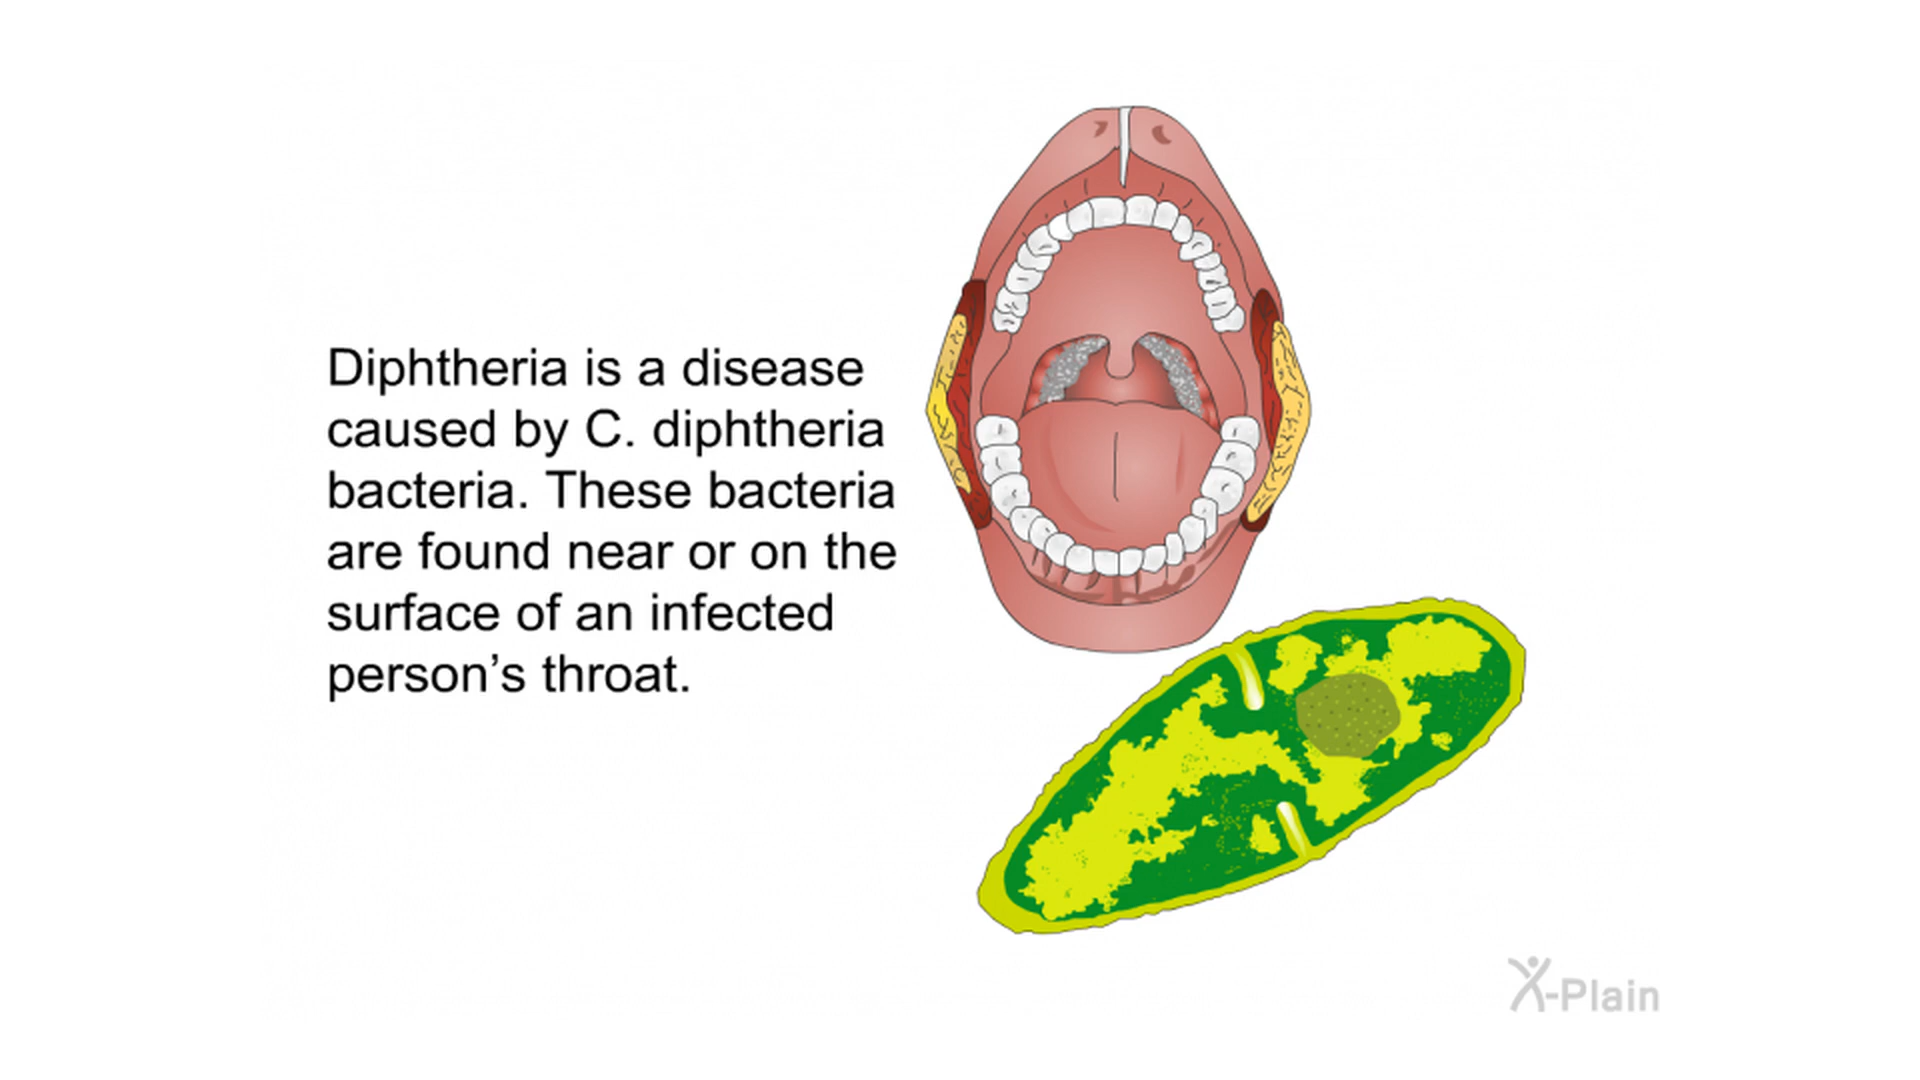 Diphtheria is a disease
caused by C. diphtheria
bacteria. These bacteria
are found near or on the
surface of an infected
person’s throat.
X-Plain